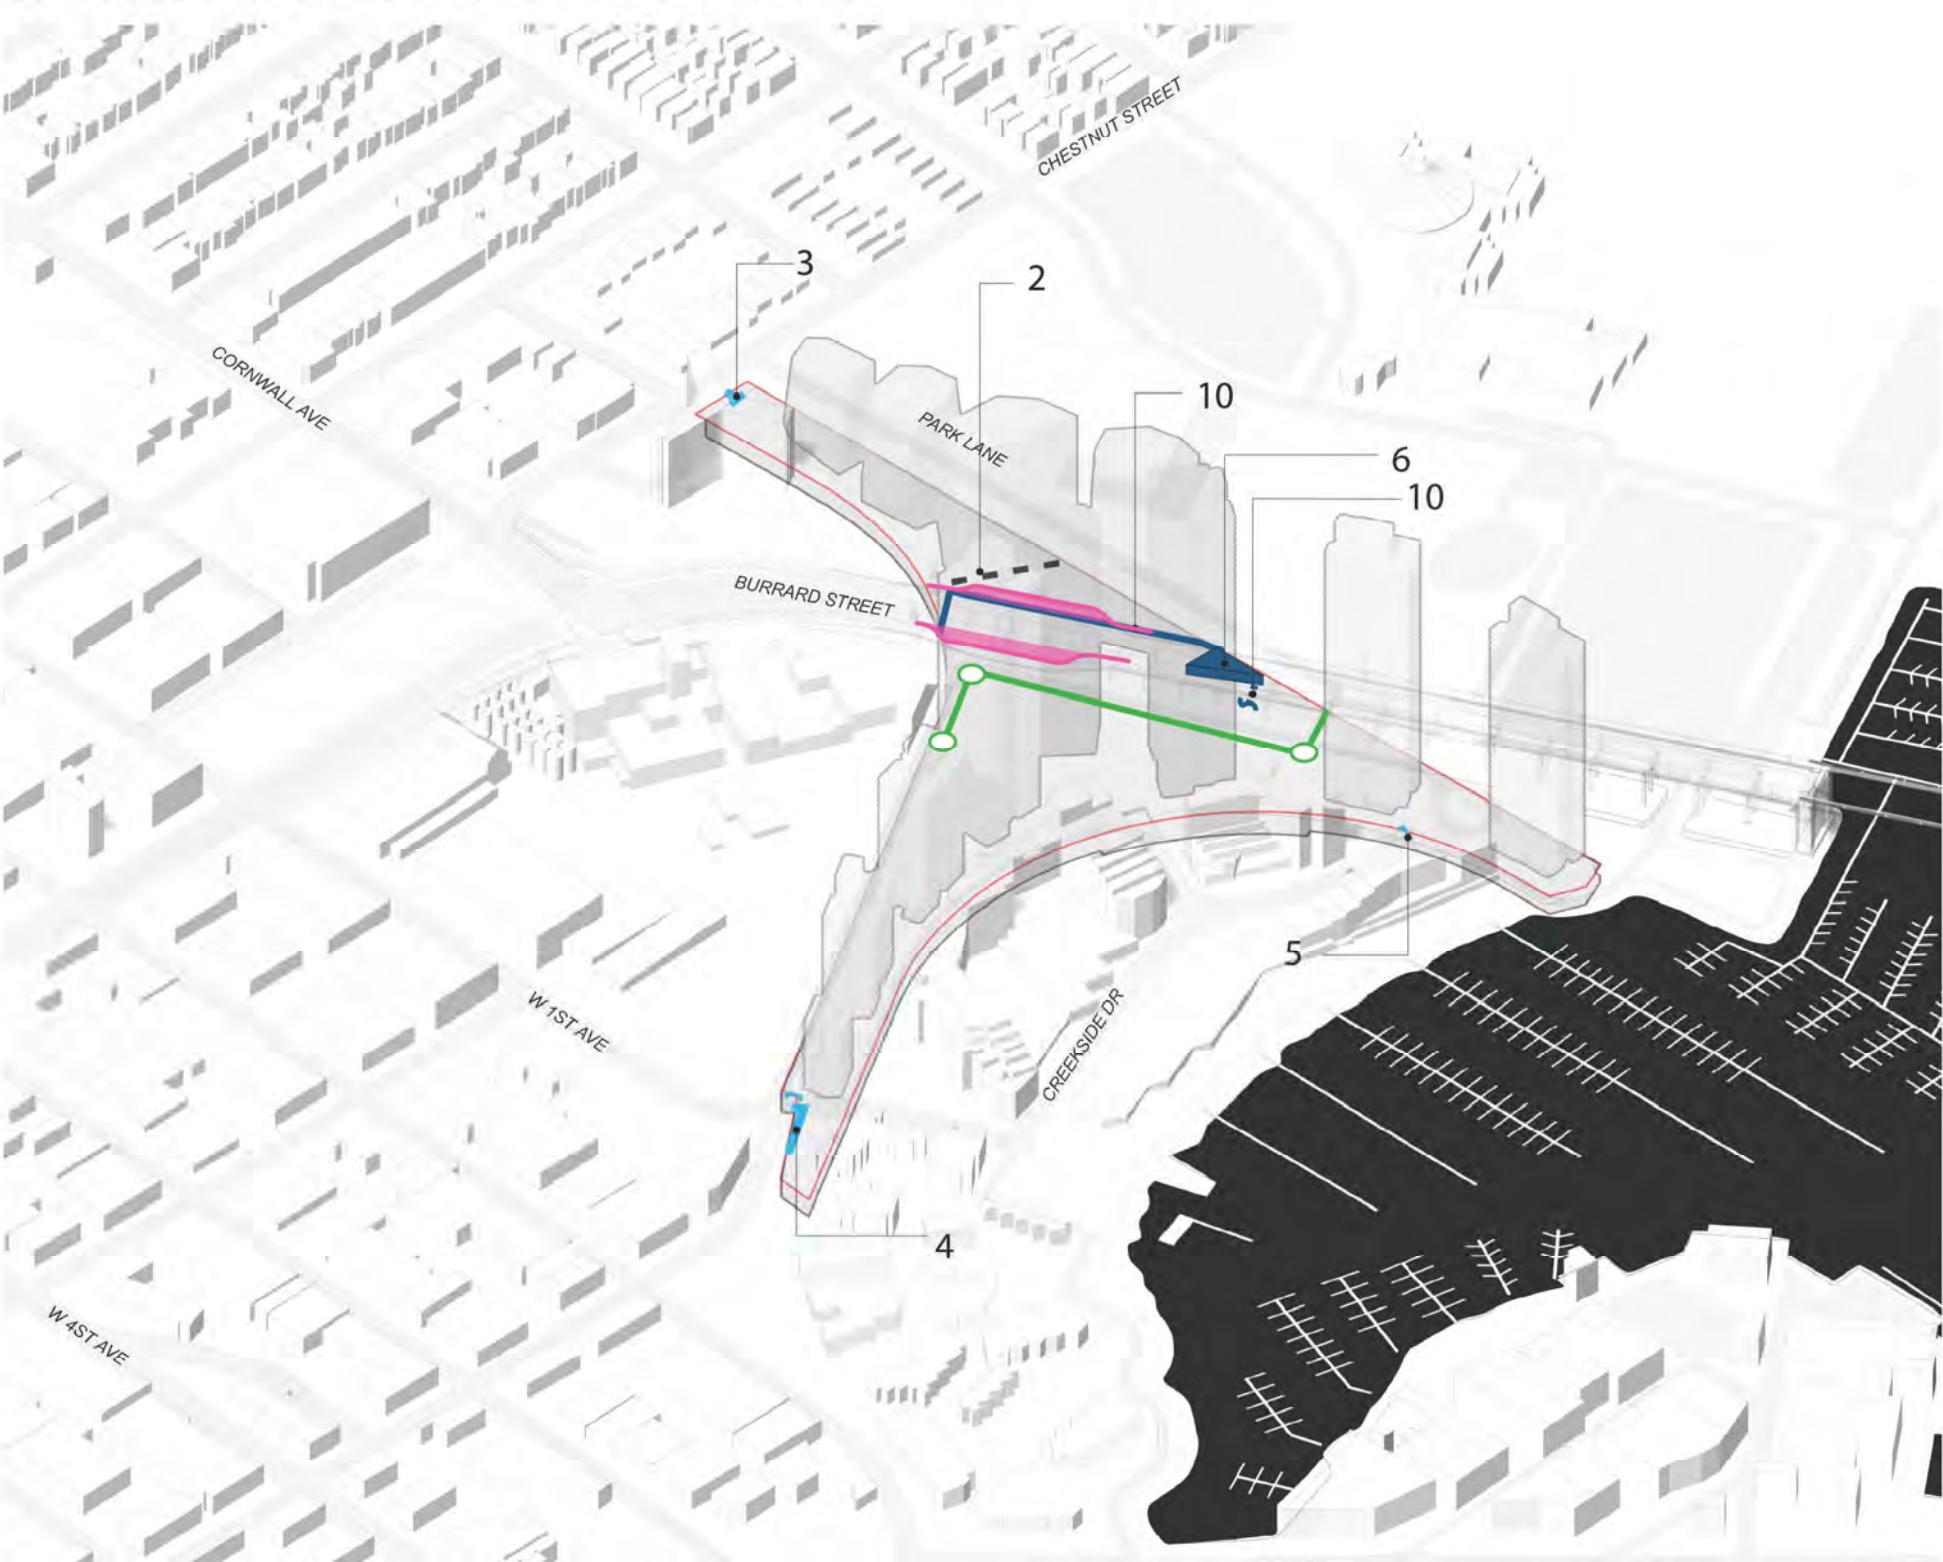 CHESTNUT STREET
3
2
CORNWALL AVE
10
PARK LANE
6
10
BURRARD STREET
5
W 1ST AVE
CREEKSIDE DR
4
W 4ST AVE